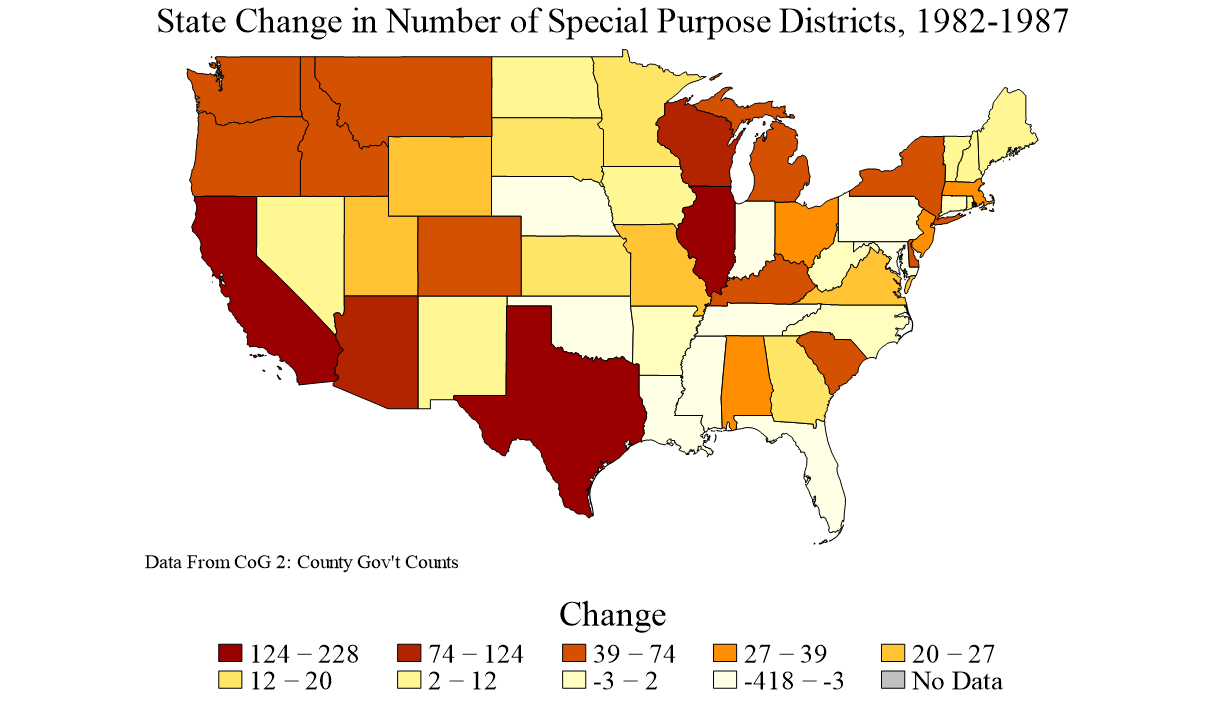 State Change in Number of Special Purpose Districts, 1982-1987
Data From CoG 2: County Gov't Counts
Change
124 − 228 74 − 124 39 − 74 27 − 39 20 − 27
12 − 20 2 − 12 -3 − 2 -418 − -3 No Data